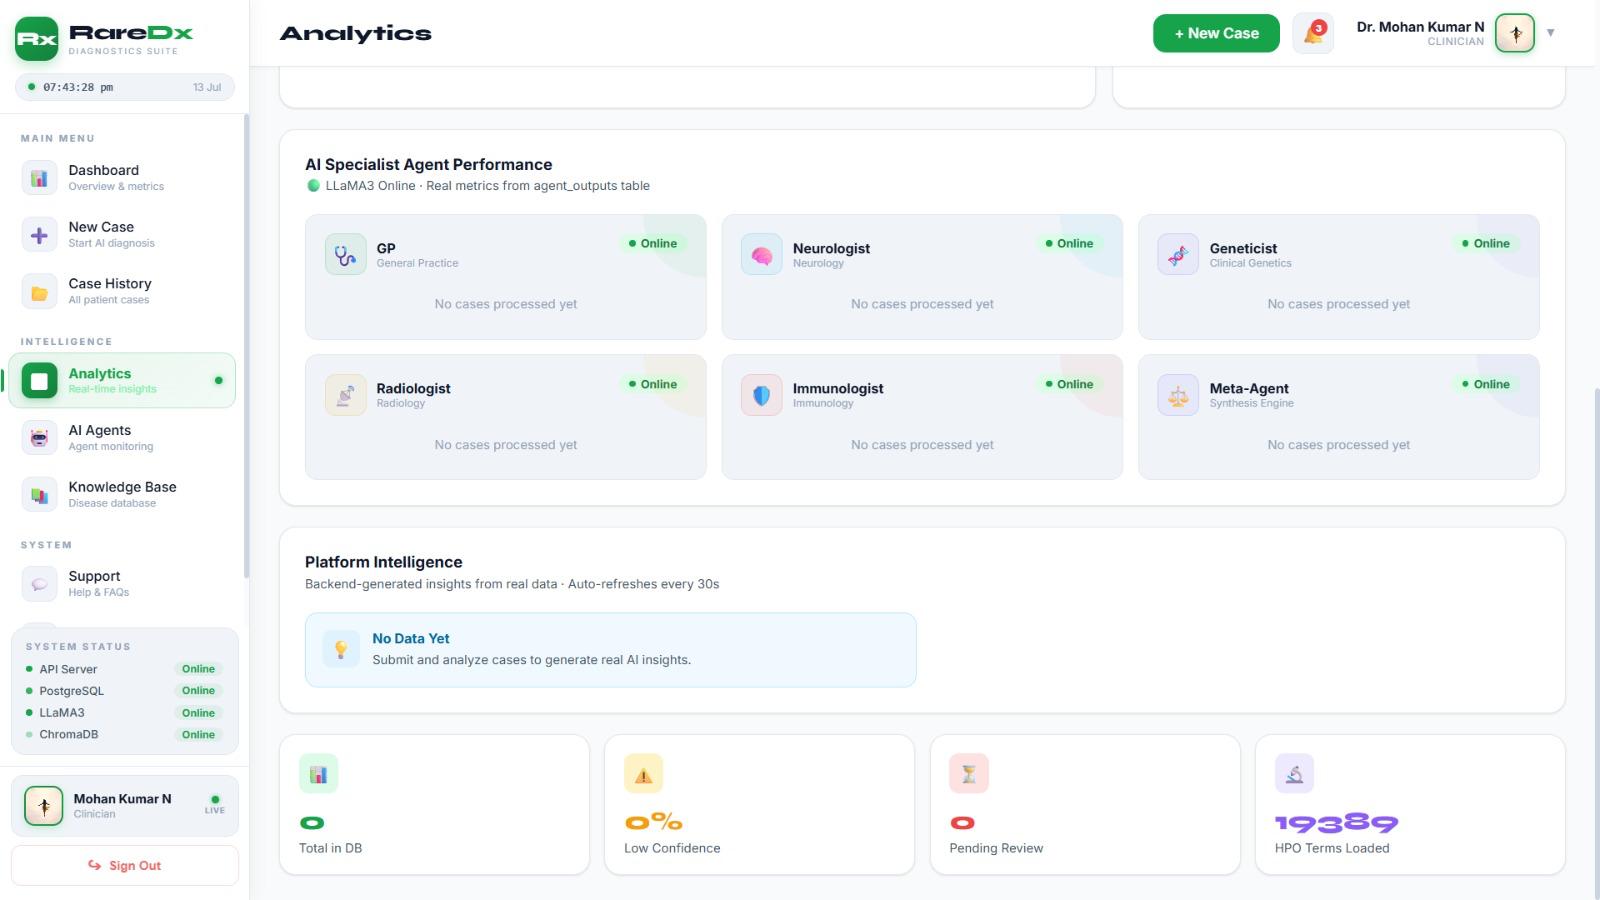 Rx
RareDx
DIAGNOSTICS SUITE
07:43:28 pm
13 Jul
MAIN MENU
Dashboard
Overview & metrics
New Case
Start AI diagnosis
Case History
All patient cases
INTELLIGENCE
Analytics
Real-time insights
AI Agents
Agent monitoring
Knowledge Base
Disease database
SYSTEM
Support
Help & FAQs
SYSTEM STATUS
API Server Online
PostgreSQL Online
LLaMA3 Online
ChromaDB Online
Mohan Kumar N
Clinician
LIVE
Sign Out
Analytics
+ New Case
3
Dr. Mohan Kumar N
CLINICIAN
AI Specialist Agent Performance
LLaMA3 Online · Real metrics from agent_outputs table
GP
General Practice
Online
No cases processed yet
Neurologist
Neurology
Online
No cases processed yet
Geneticist
Clinical Genetics
Online
No cases processed yet
Radiologist
Radiology
Online
No cases processed yet
Immunologist
Immunology
Online
No cases processed yet
Meta-Agent
Synthesis Engine
Online
No cases processed yet
Platform Intelligence
Backend-generated insights from real data · Auto-refreshes every 30s
No Data Yet
Submit and analyze cases to generate real AI insights.
0
Total in DB
0%
Low Confidence
0
Pending Review
19389
HPO Terms Loaded